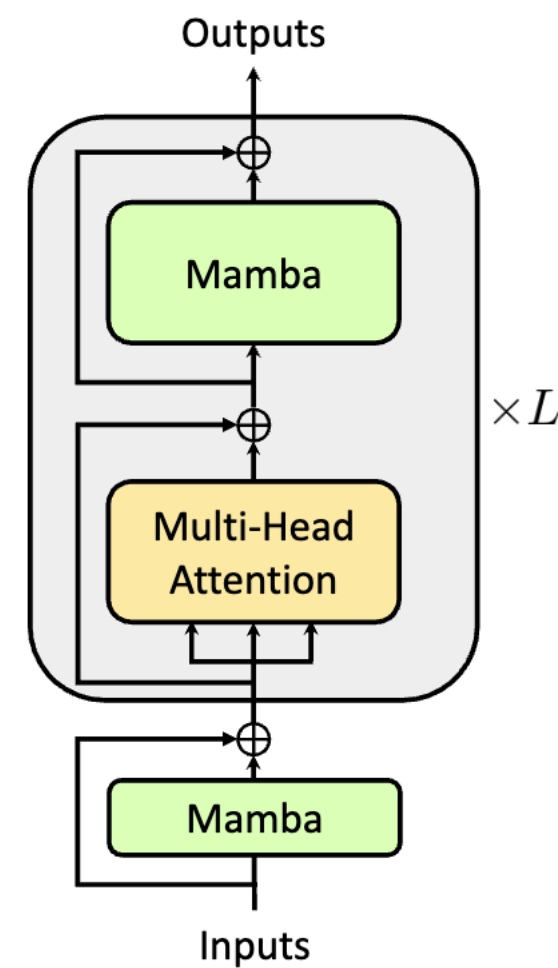 Outputs
Mamba
× L
Multi-Head
Attention
Mamba
Inputs